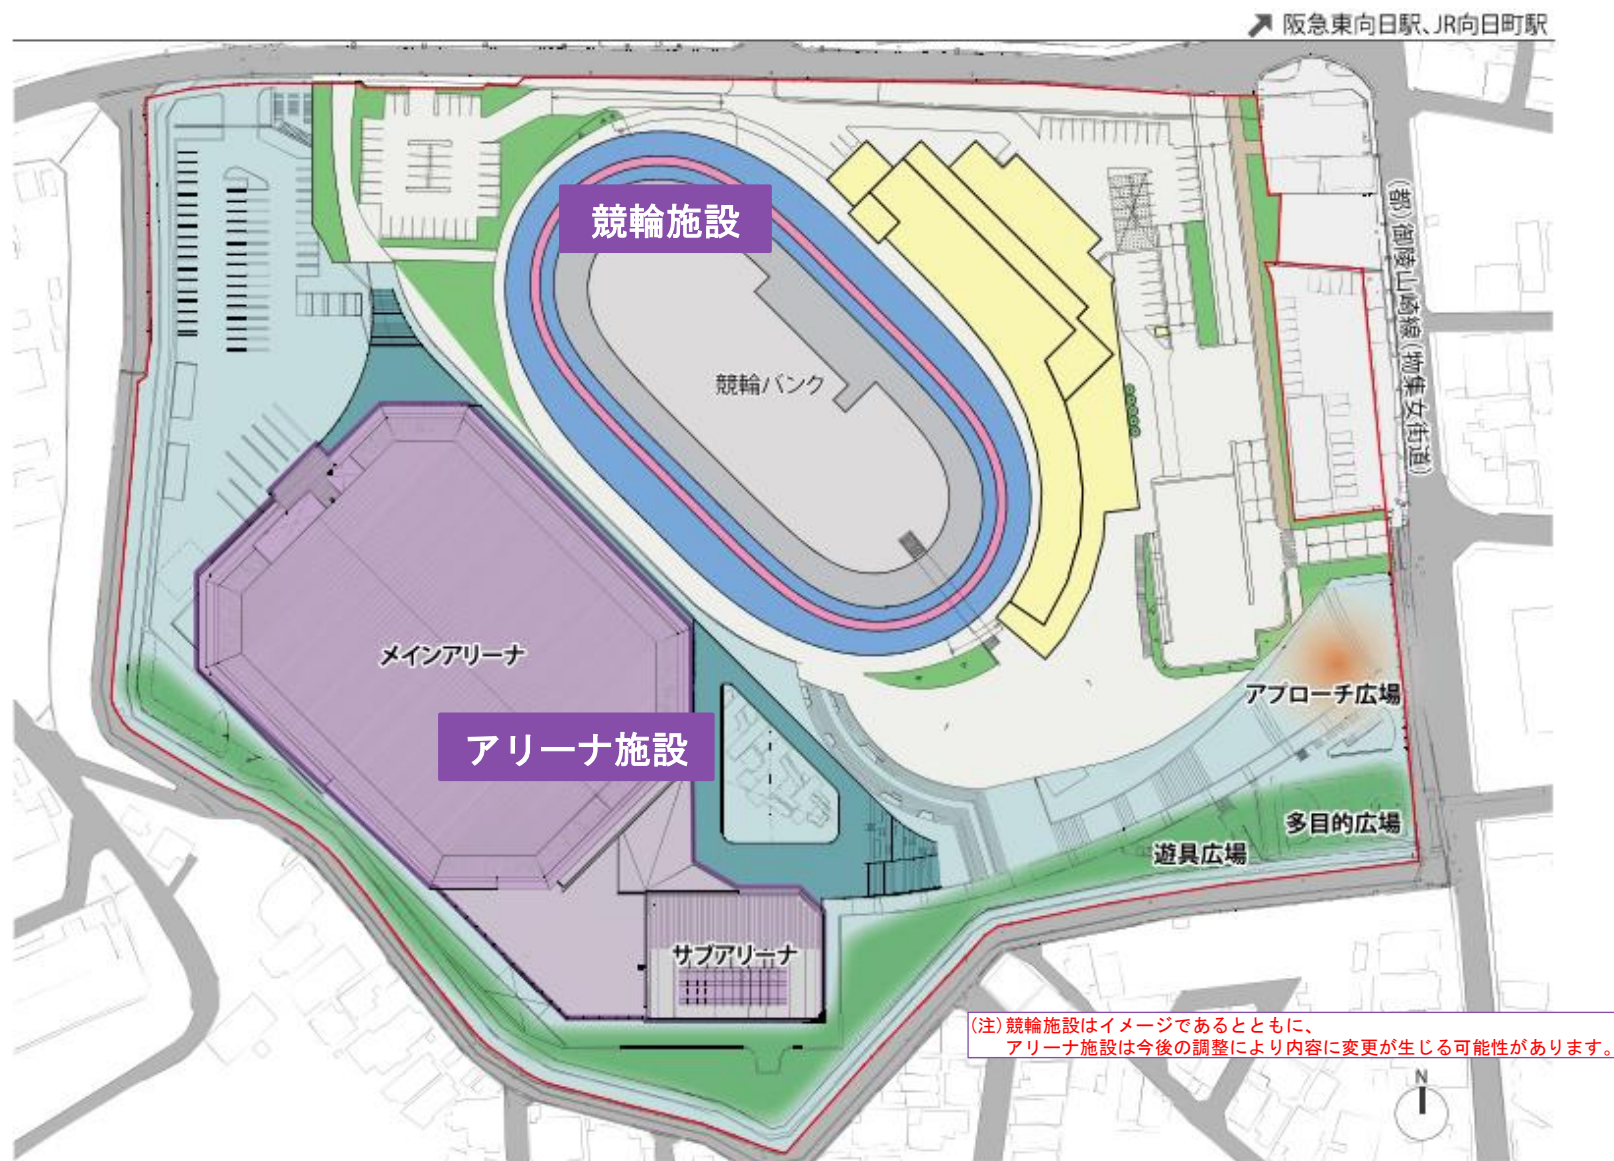 阪急東向日駅、JR向日町駅
(都)御陵山崎線(物集女街道)
競輪施設
競輪バンク
メインアリーナ
アリーナ施設
アプローチ広場
多目的広場
遊具広場
サブアリーナ
(注)競輪施設はイメージであるとともに、
アリーナ施設は今後の調整により内容に変更が生じる可能性があります。
N